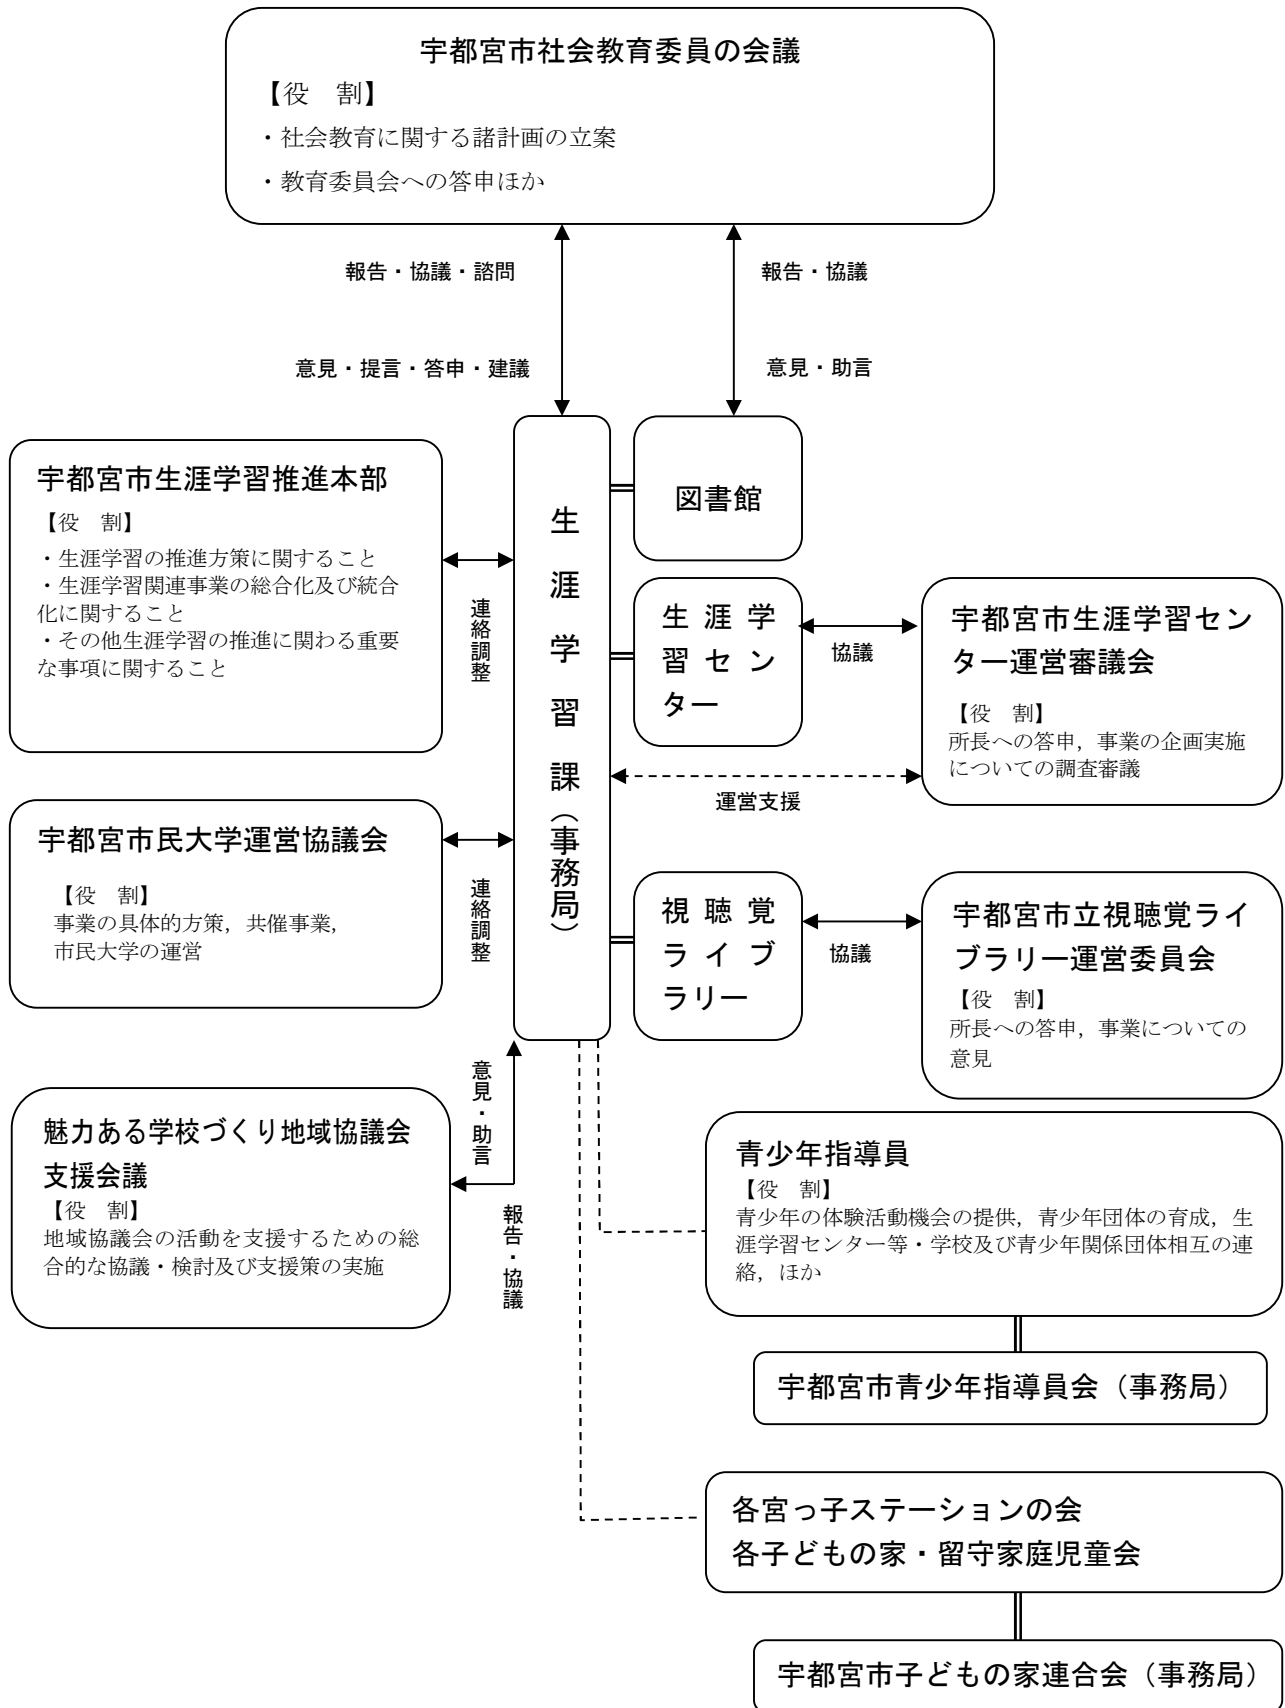 宇都宮市社会教育委員の会議
【役　割】
・社会教育に関する諸計画の立案
・教育委員会への答申ほか
報告・協議・諮問
報告・協議
意見・提言・答申・建議
意見・助言
宇都宮市生涯学習推進本部
【役　割】
・生涯学習の推進方策に関すること
・生涯学習関連事業の総合化及び統合
化に関すること
・その他生涯学習の推進に関わる重要
な事項に関すること
連絡調整
生涯学習課（事務局）
図書館
生涯学
習セン
ター
協議
宇都宮市生涯学習セン
ター運営審議会
【役　割】
所長への答申，事業の企画実施
についての調査審議
運営支援
宇都宮市民大学運営協議会
【役　割】
事業の具体的方策，共催事業，
市民大学の運営
連絡調整
視聴覚
ライブ
ラリー
協議
宇都宮市立視聴覚ライ
ブラリー運営委員会
【役　割】
所長への答申，事業についての
意見
魅力ある学校づくり地域協議会
支援会議
【役　割】
地域協議会の活動を支援するための総
合的な協議・検討及び支援策の実施
意見・助言
報告・協議
青少年指導員
【役　割】
青少年の体験活動機会の提供，青少年団体の育成，生
涯学習センター等・学校及び青少年関係団体相互の連
絡，ほか
宇都宮市青少年指導員会（事務局）
各宮っ子ステーションの会
各子どもの家・留守家庭児童会
宇都宮市子どもの家連合会（事務局）